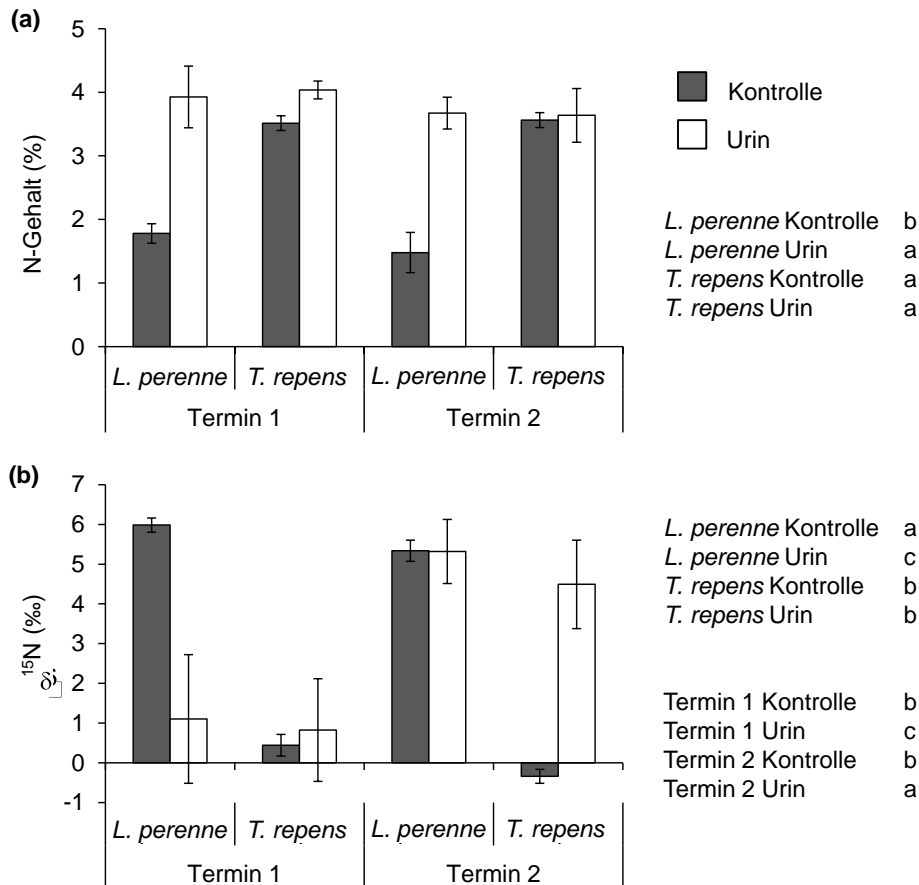 (a)
5
4
3
2
1
0
N-Gehalt (%)
L. perenne T. repens L. perenne T. repens
Termin 1 Termin 2
Kontrolle
Urin
L. perenne Kontrolle b
L. perenne Urin a
T. repens Kontrolle a
T. repens Urin a
(b)
7
6
5
4
3
2
1
0
-1
δ 15N (‰)
L. perenne T. repens L. perenne T. repens
Termin 1 Termin 2
L. perenne Kontrolle a
L. perenne Urin c
T. repens Kontrolle b
T. repens Urin b
Termin 1 Kontrolle b
Termin 1 Urin c
Termin 2 Kontrolle b
Termin 2 Urin a